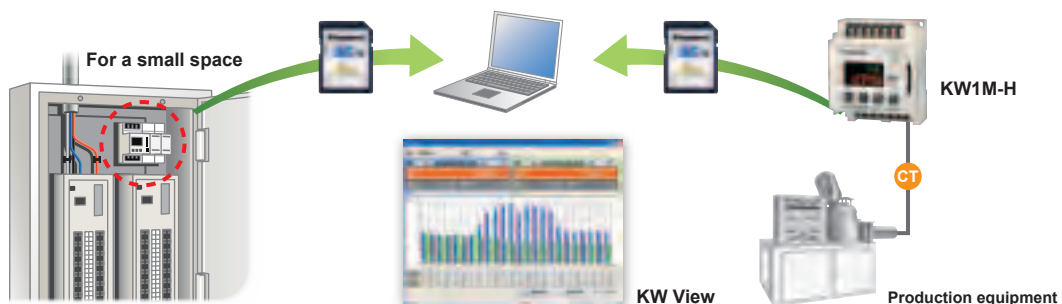 For a small space
KW1M-H
CT
KW View
Production equipment